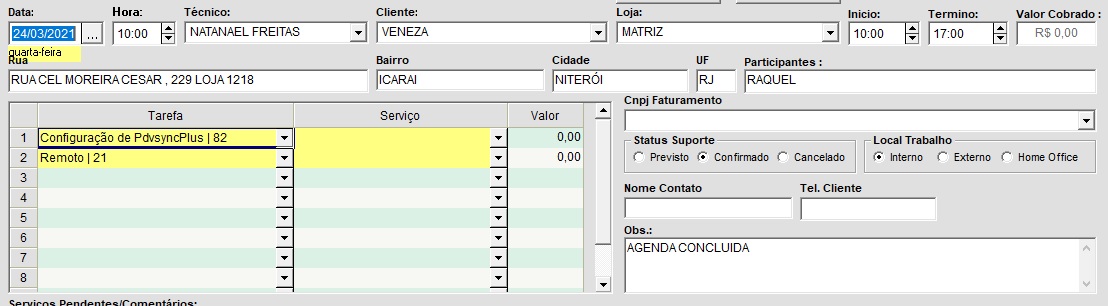 Data: Hora: Técnico: Cliente: Loja: Inicio: Termino: Valor Cobrado :
24/03/2021 ... 10:00 NATANAEL FREITAS VENEZA MATRIZ 10:00 17:00 R$ 0,00
quarta-feira
Rua Bairro Cidade UF Participantes :
RUA CEL MOREIRA CESAR , 229 LOJA 1218 ICARAI NITERÓI RJ RAQUEL
Tarefa Serviço Valor
1 Configuração de PdvsyncPlus | 82 0,00
2 Remoto | 21 0,00
3
4
5
6
7
8
Cnpj Faturamento
Status Suporte Local Trabalho
Previsto Confirmado Cancelado Interno Externo Home Office
Nome Contato Tel. Cliente
Obs.:
AGENDA CONCLUIDA
Serviços Pendentes/Comentários: